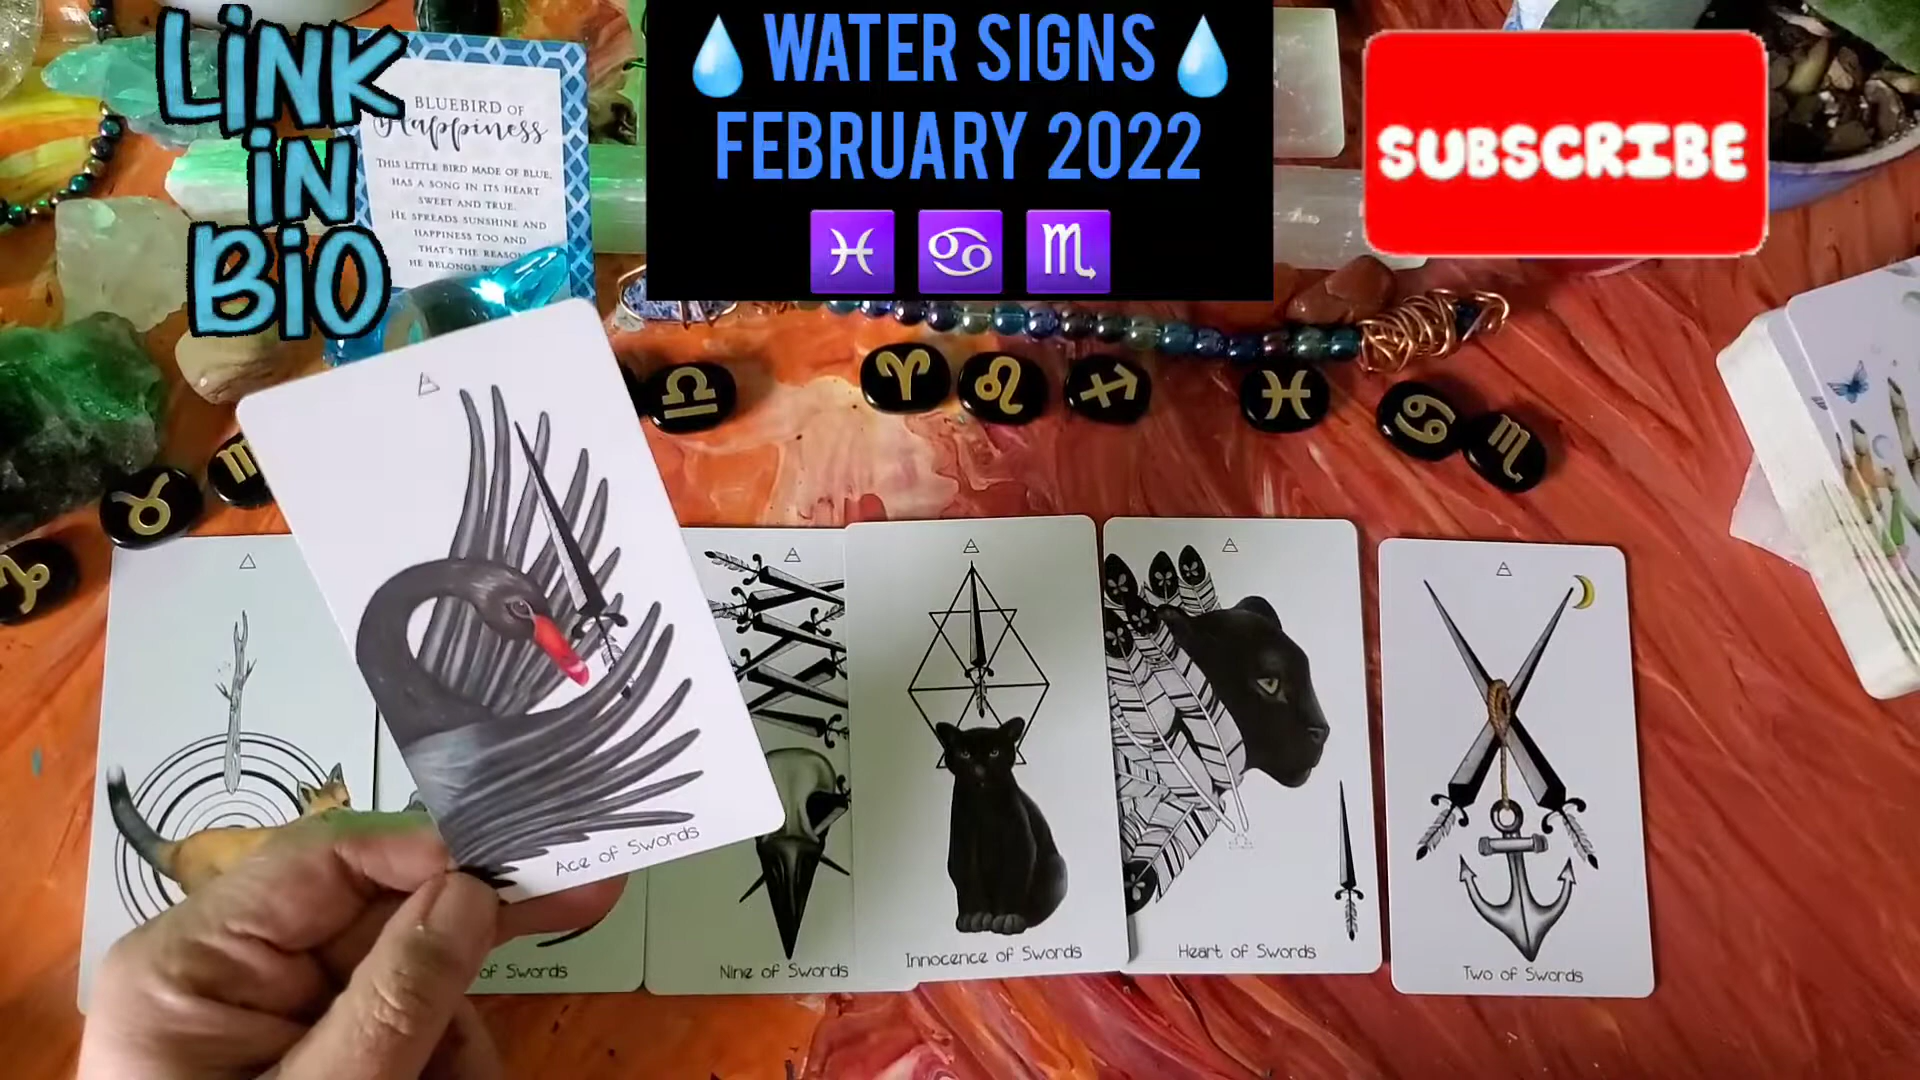 LiNK
iN
BiO
BLUEBIRD OF
Happiness
THIS LITTLE BIRD MADE OF BLUE,
HAS A SONG IN ITS HEART
SWEET AND TRUE.
HE SPREADS SUNSHINE AND
HAPPINESS TOO AND
THAT'S THE REASON
HE BELONGS
💧 WATER SIGNS 💧
FEBRUARY 2022
♓ ♋ ♏
SUBSCRIBE
Ace of Swords
of Swords
Nine of Swords
Innocence of Swords
Heart of Swords
Two of Swords